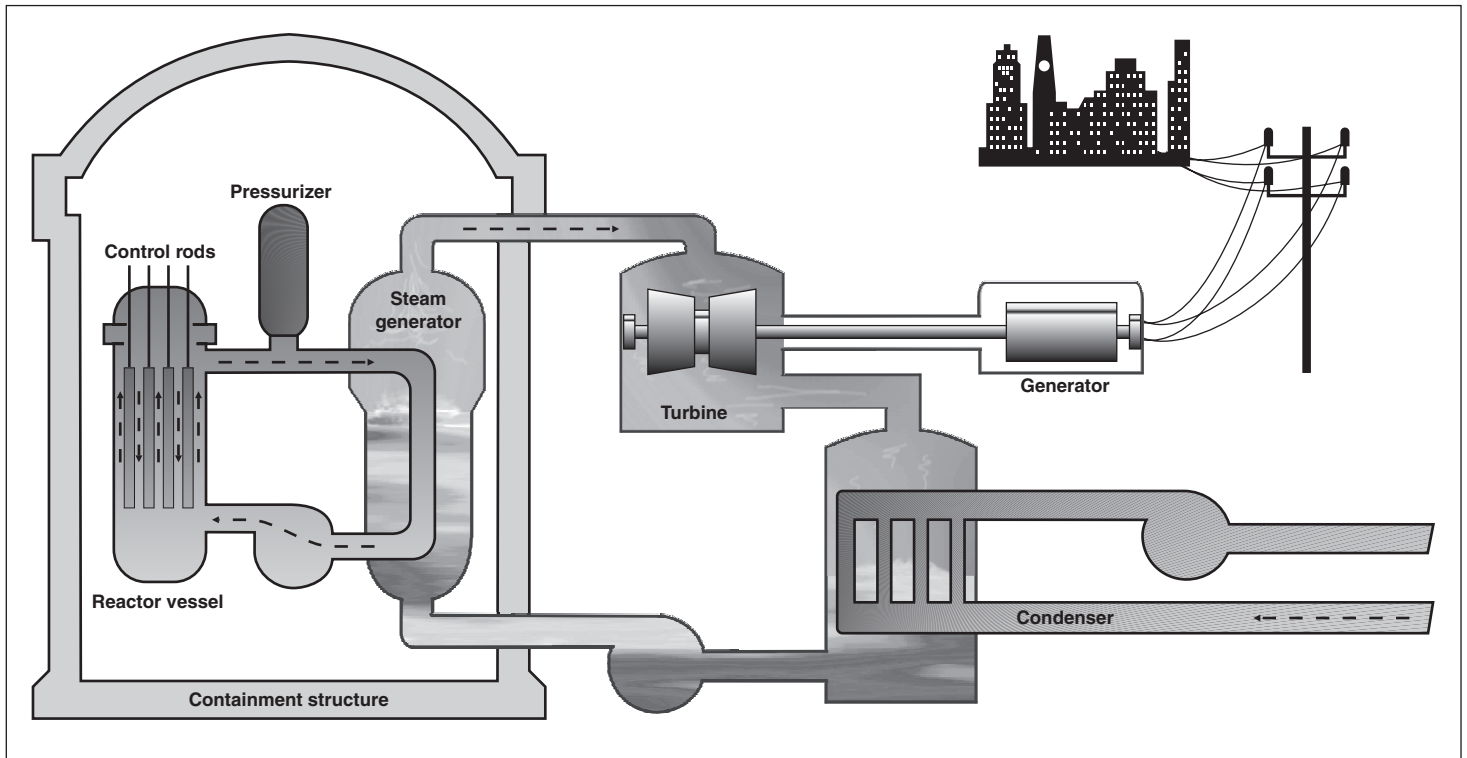 Pressurizer
Control rods
Steam
generator
Turbine
Generator
Reactor vessel
Condenser
Containment structure